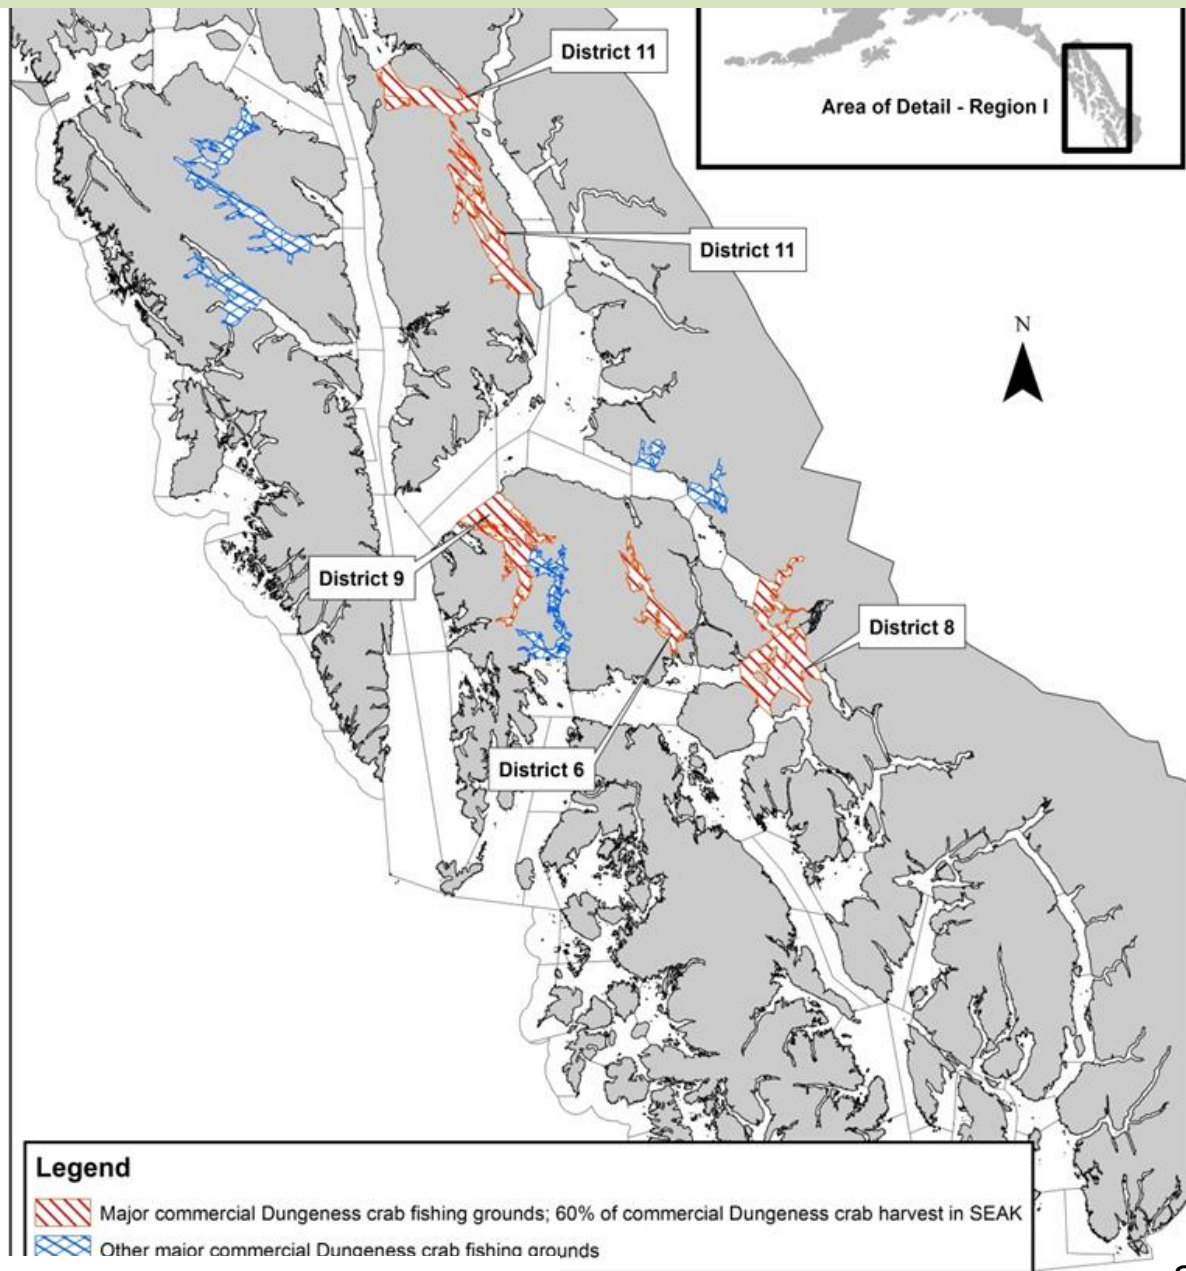 District 11
Area of Detail - Region I
District 11
N
District 9
District 8
District 6
Legend
Major commercial Dungeness crab fishing grounds; 60% of commercial Dungeness crab harvest in SEAK
Other major commercial Dungeness crab fishing grounds